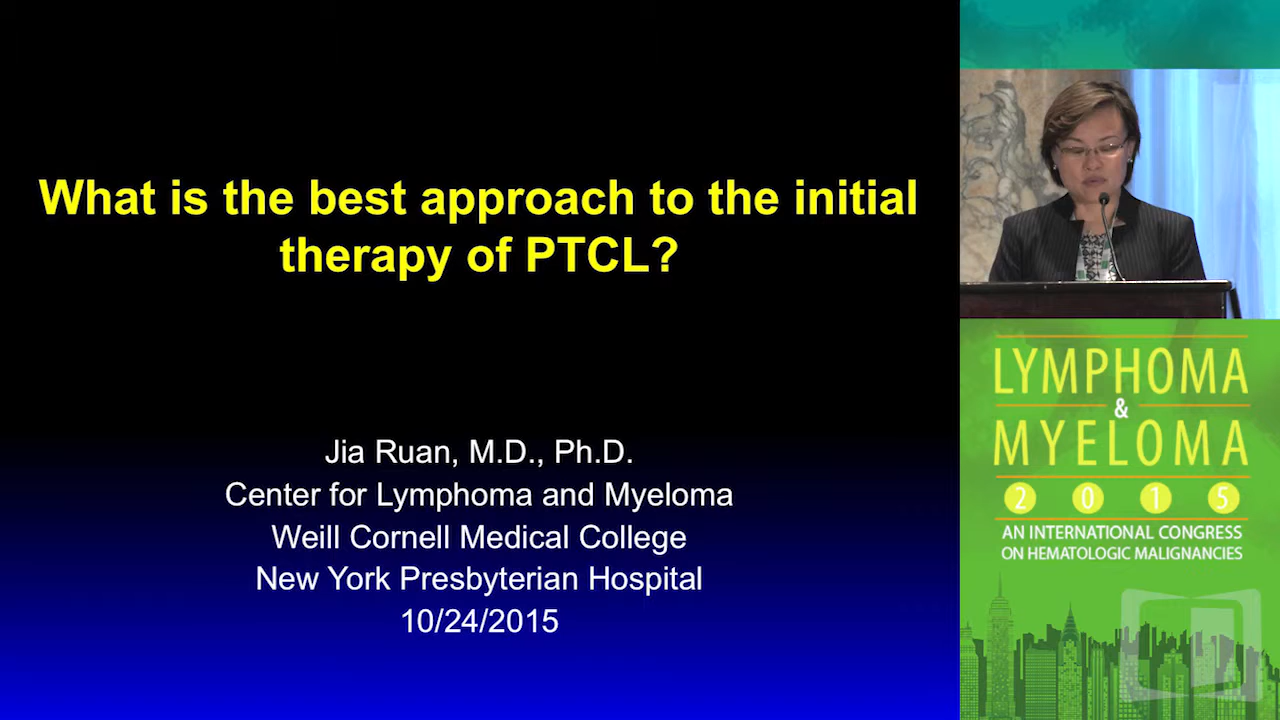 What is the best approach to the initial
therapy of PTCL?
Jia Ruan, M.D., Ph.D.
Center for Lymphoma and Myeloma
Weill Cornell Medical College
New York Presbyterian Hospital
10/24/2015
LYMPHOMA
&
MYELOMA
2 0 1 5
AN INTERNATIONAL CONGRESS
ON HEMATOLOGIC MALIGNANCIES